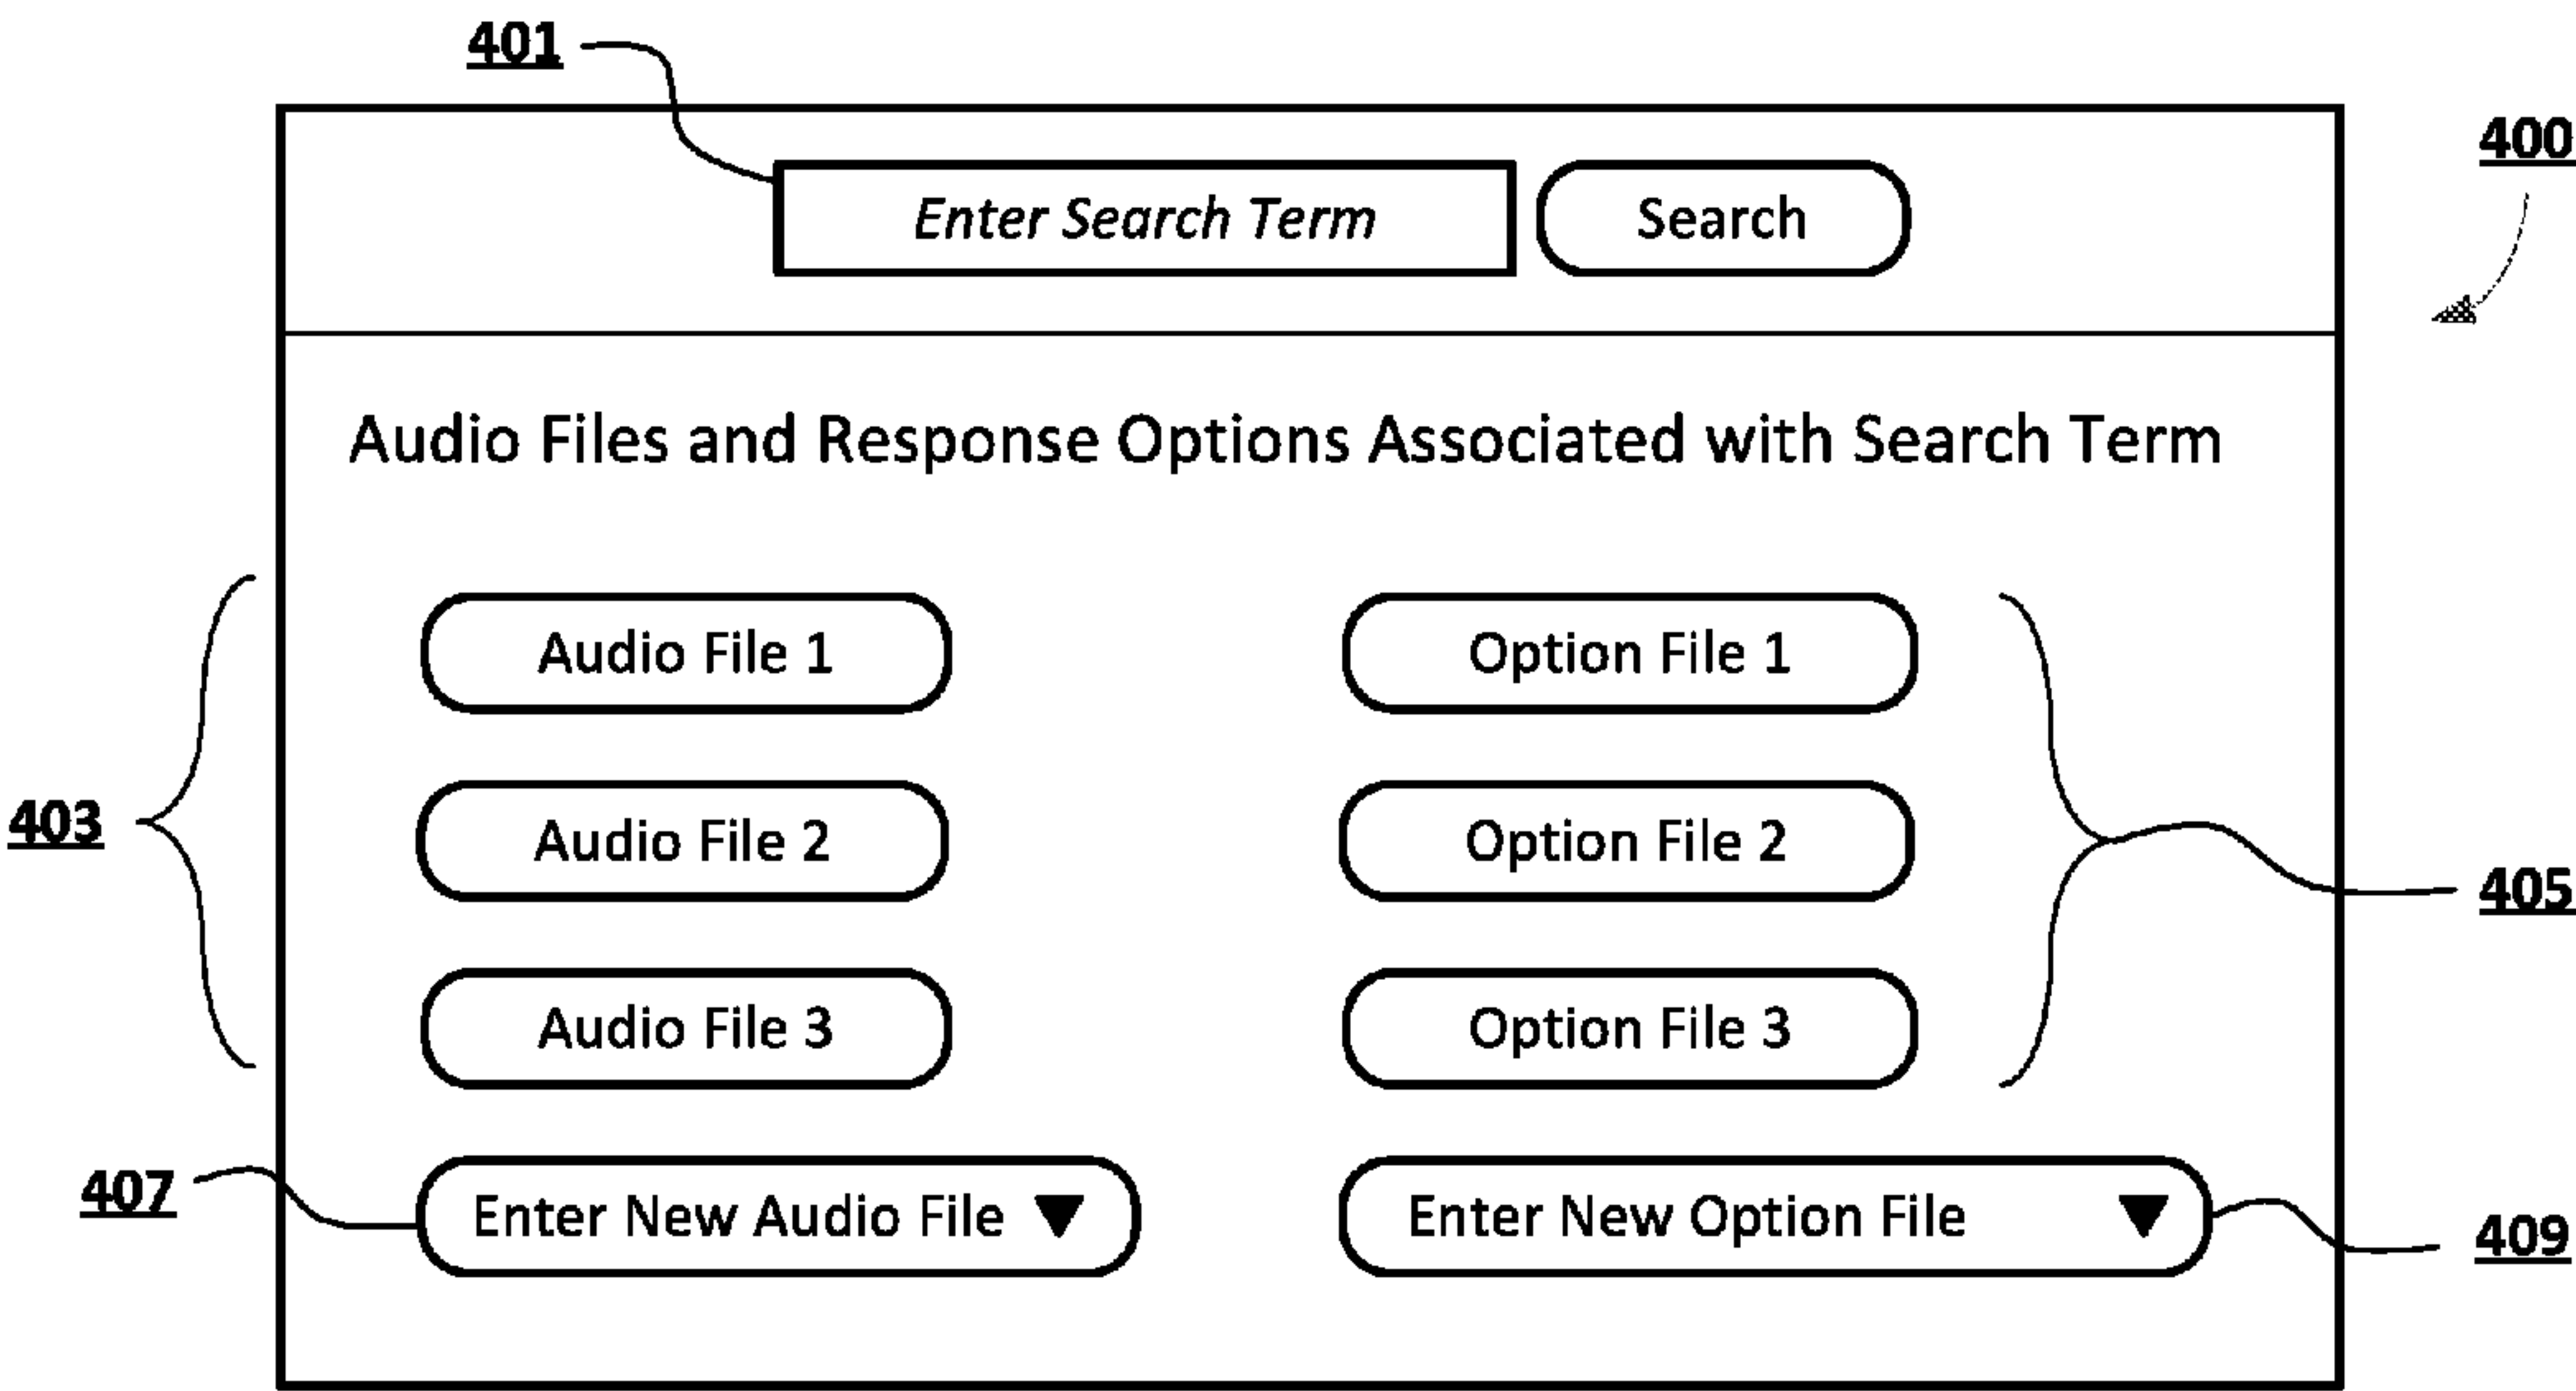 401
400
Enter Search Term Search
Audio Files and Response Options Associated with Search Term
Audio File 1 Option File 1
403 Audio File 2 Option File 2
405
Audio File 3 Option File 3
407 Enter New Audio File ▼ Enter New Option File ▼
409